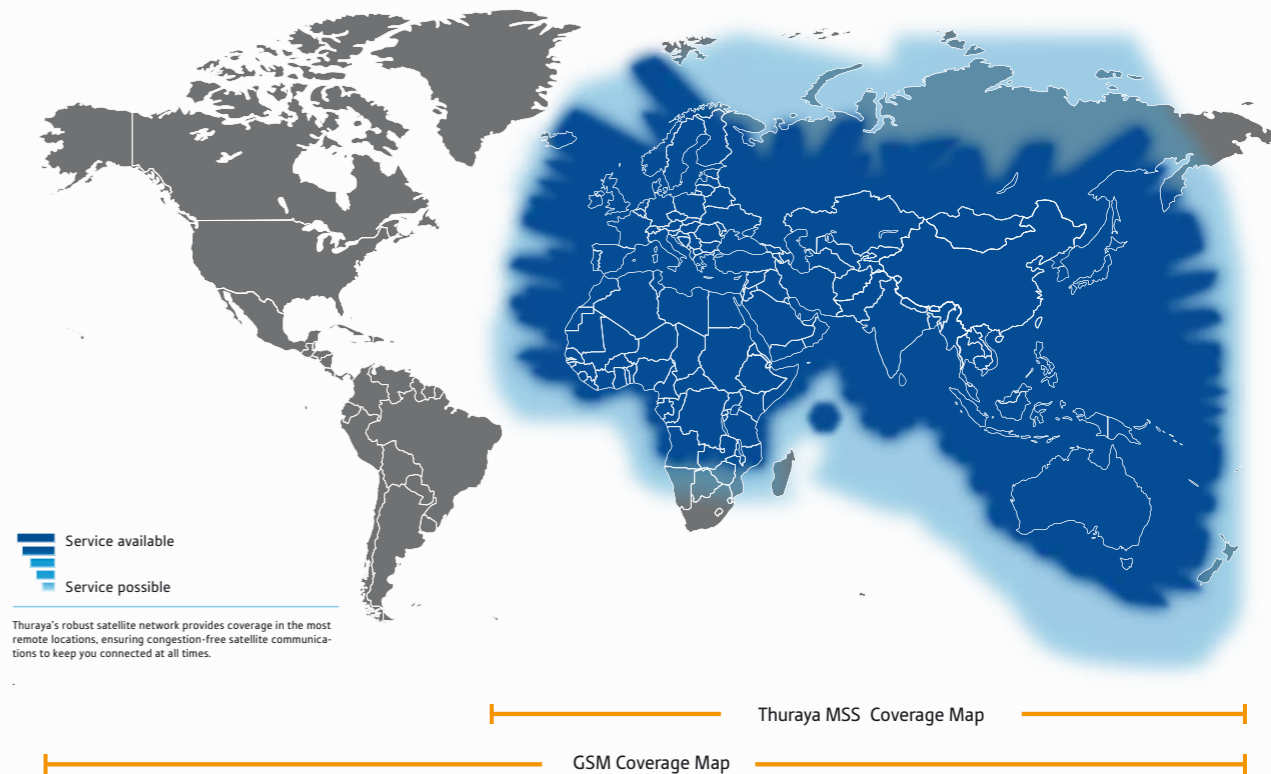 Service available
Service possible
Thuraya's robust satellite network provides coverage in the most
remote locations, ensuring congestion-free satellite communica-
tions to keep you connected at all times.
Thuraya MSS Coverage Map
GSM Coverage Map